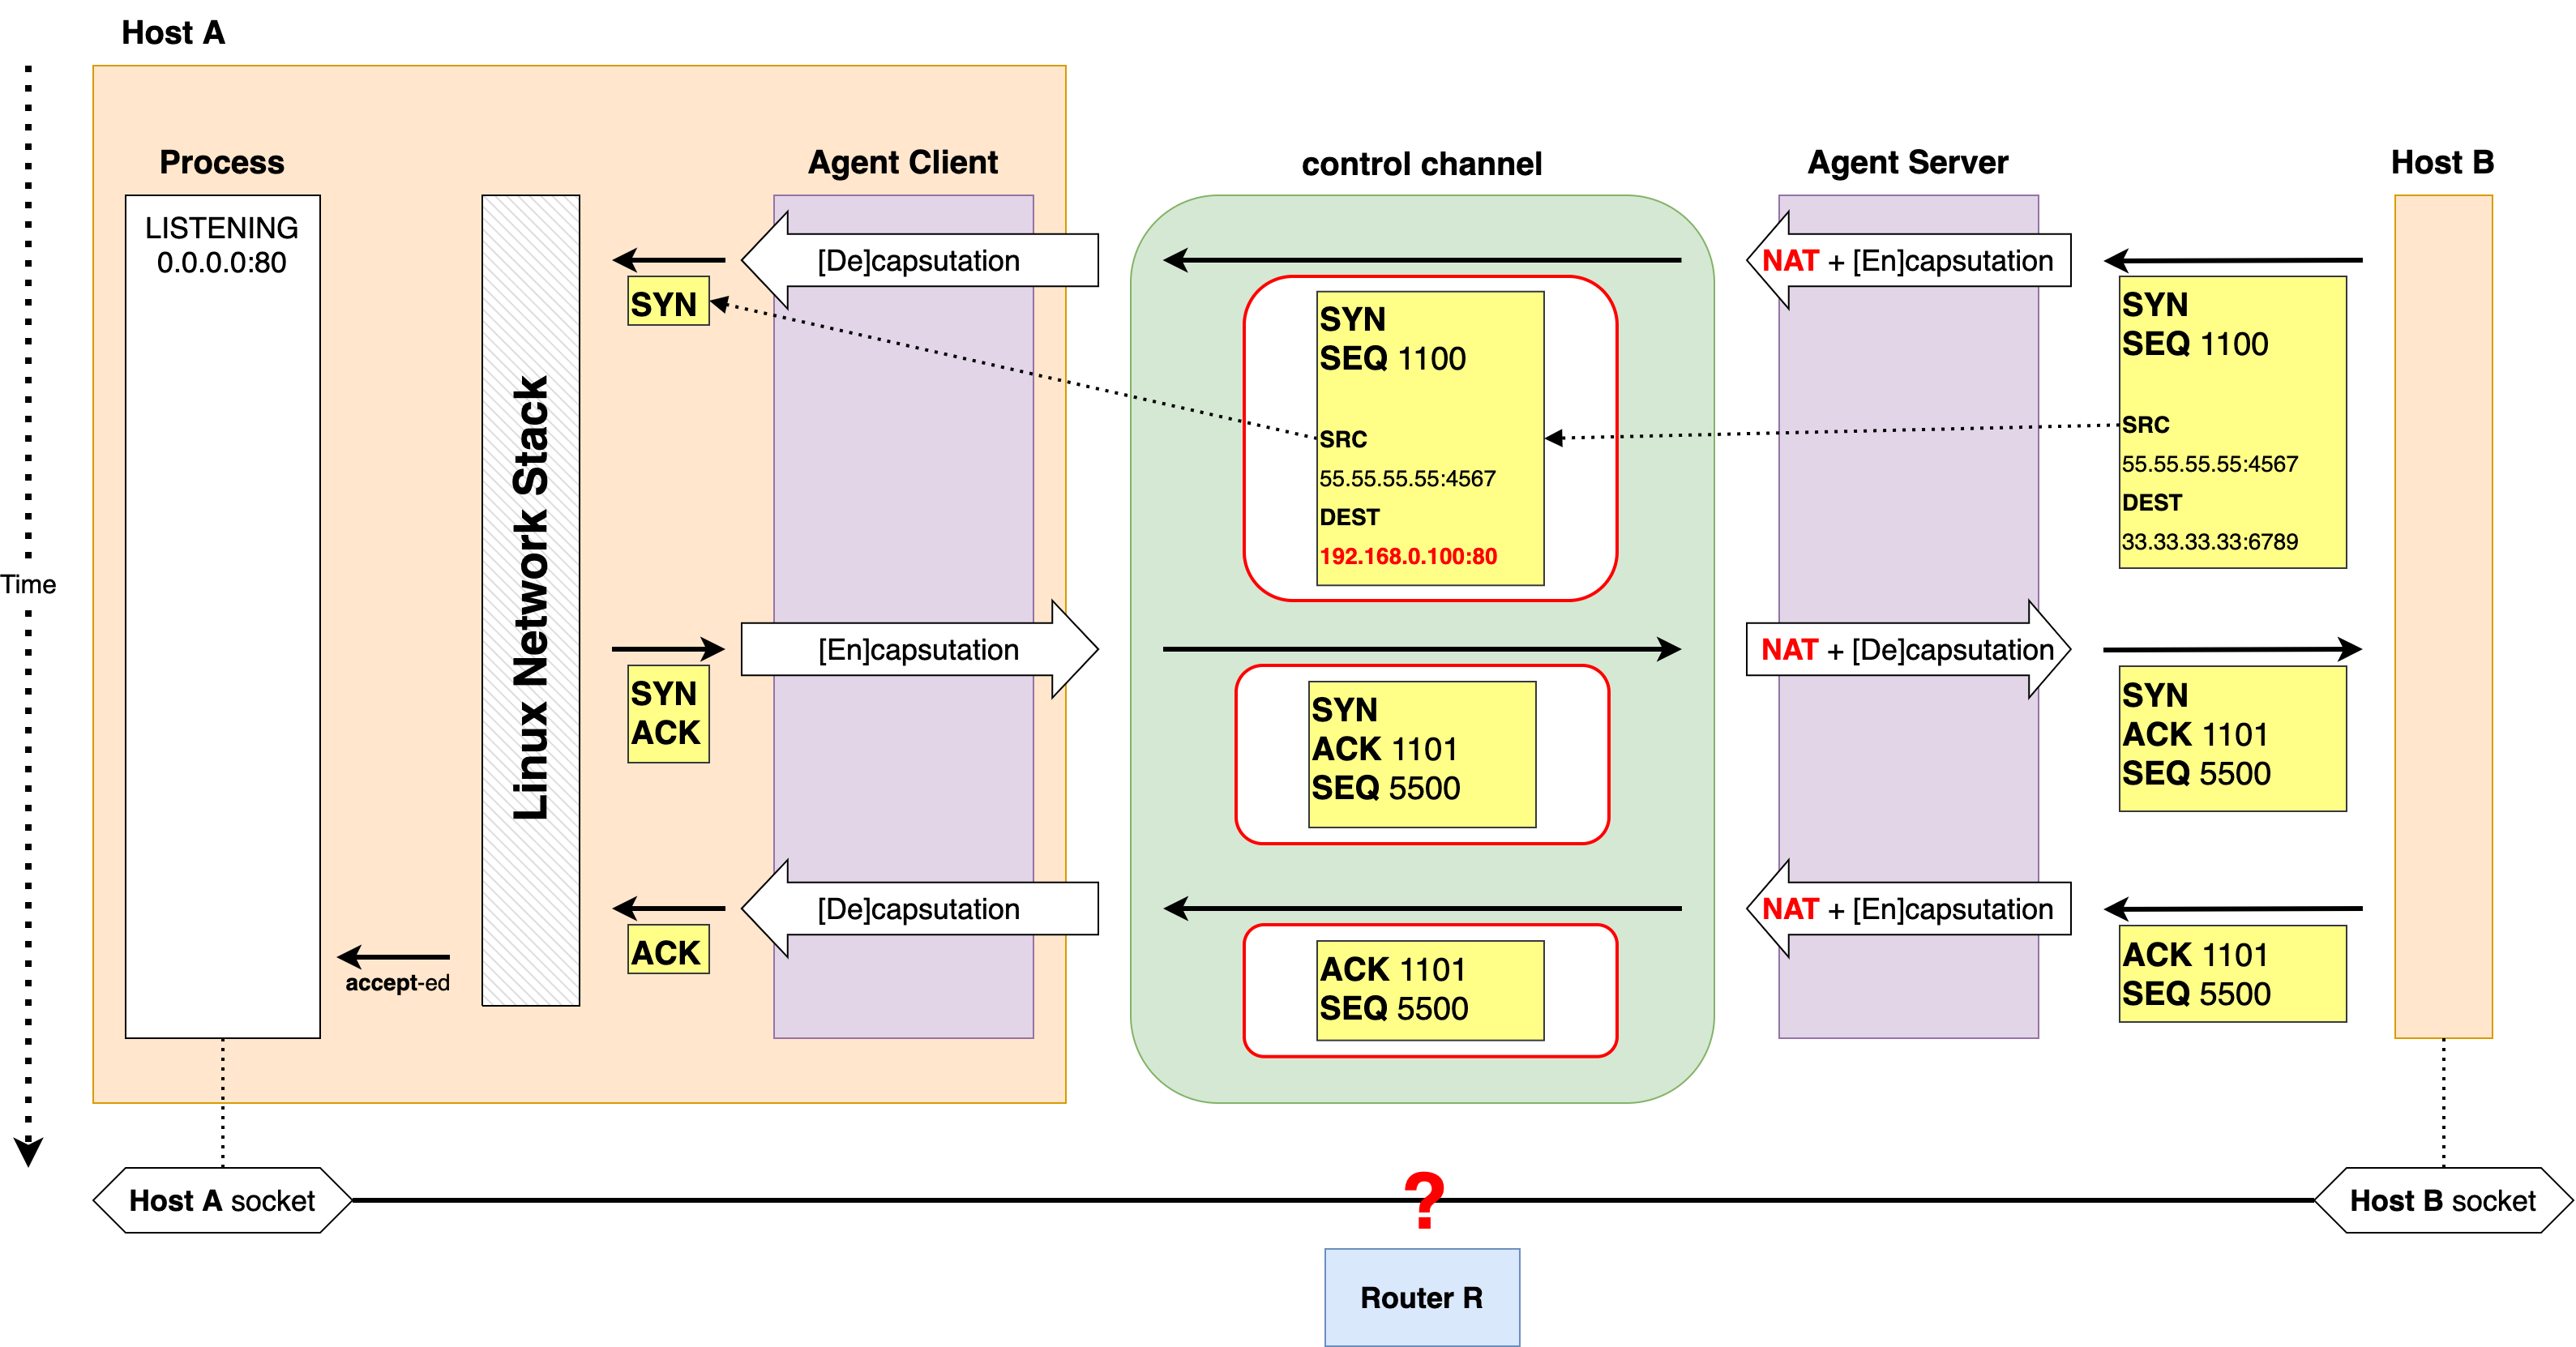 Host A
Process
Agent Client
control channel
Agent Server
Host B
LISTENING
0.0.0.0:80
Linux Network Stack
Time
[De]capsutation
NAT + [En]capsutation
SYN
SYN
SEQ 1100
SRC
55.55.55.55:4567
DEST
192.168.0.100:80
SYN
SEQ 1100
SRC
55.55.55.55:4567
DEST
33.33.33.33:6789
[En]capsutation
NAT + [De]capsutation
SYN
ACK
SYN
ACK 1101
SEQ 5500
SYN
ACK 1101
SEQ 5500
[De]capsutation
NAT + [En]capsutation
accept-ed
ACK
ACK 1101
SEQ 5500
ACK 1101
SEQ 5500
Host A socket
?
Host B socket
Router R